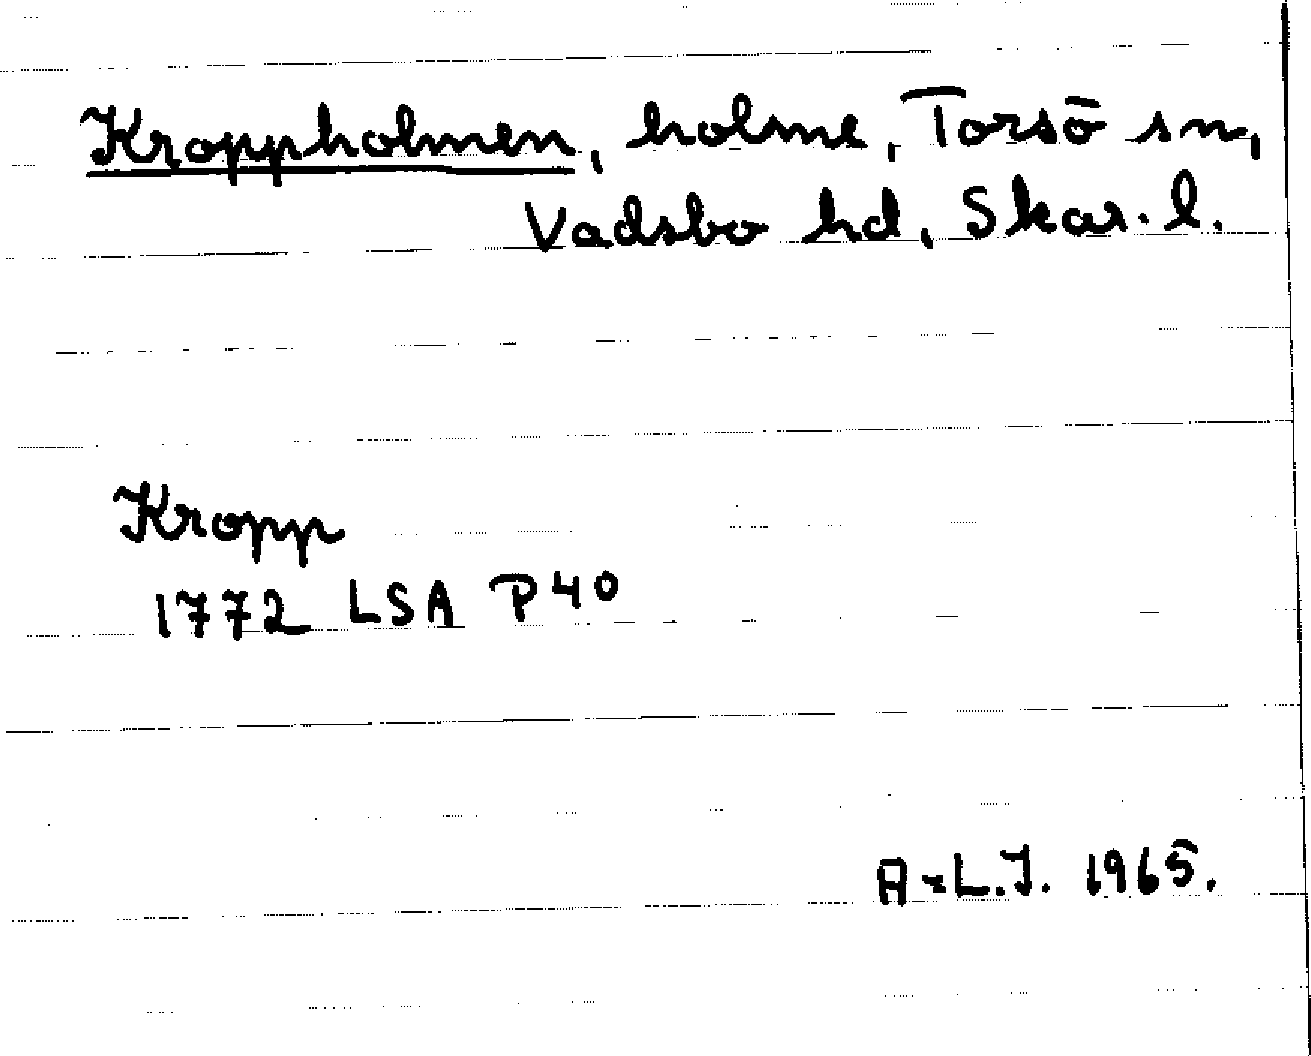 Kroppholmen, holme, Torsö sn,
Vadsbo hd, Skar. l.
Kropp
1772 LSA P40
A-L.J. 1965.